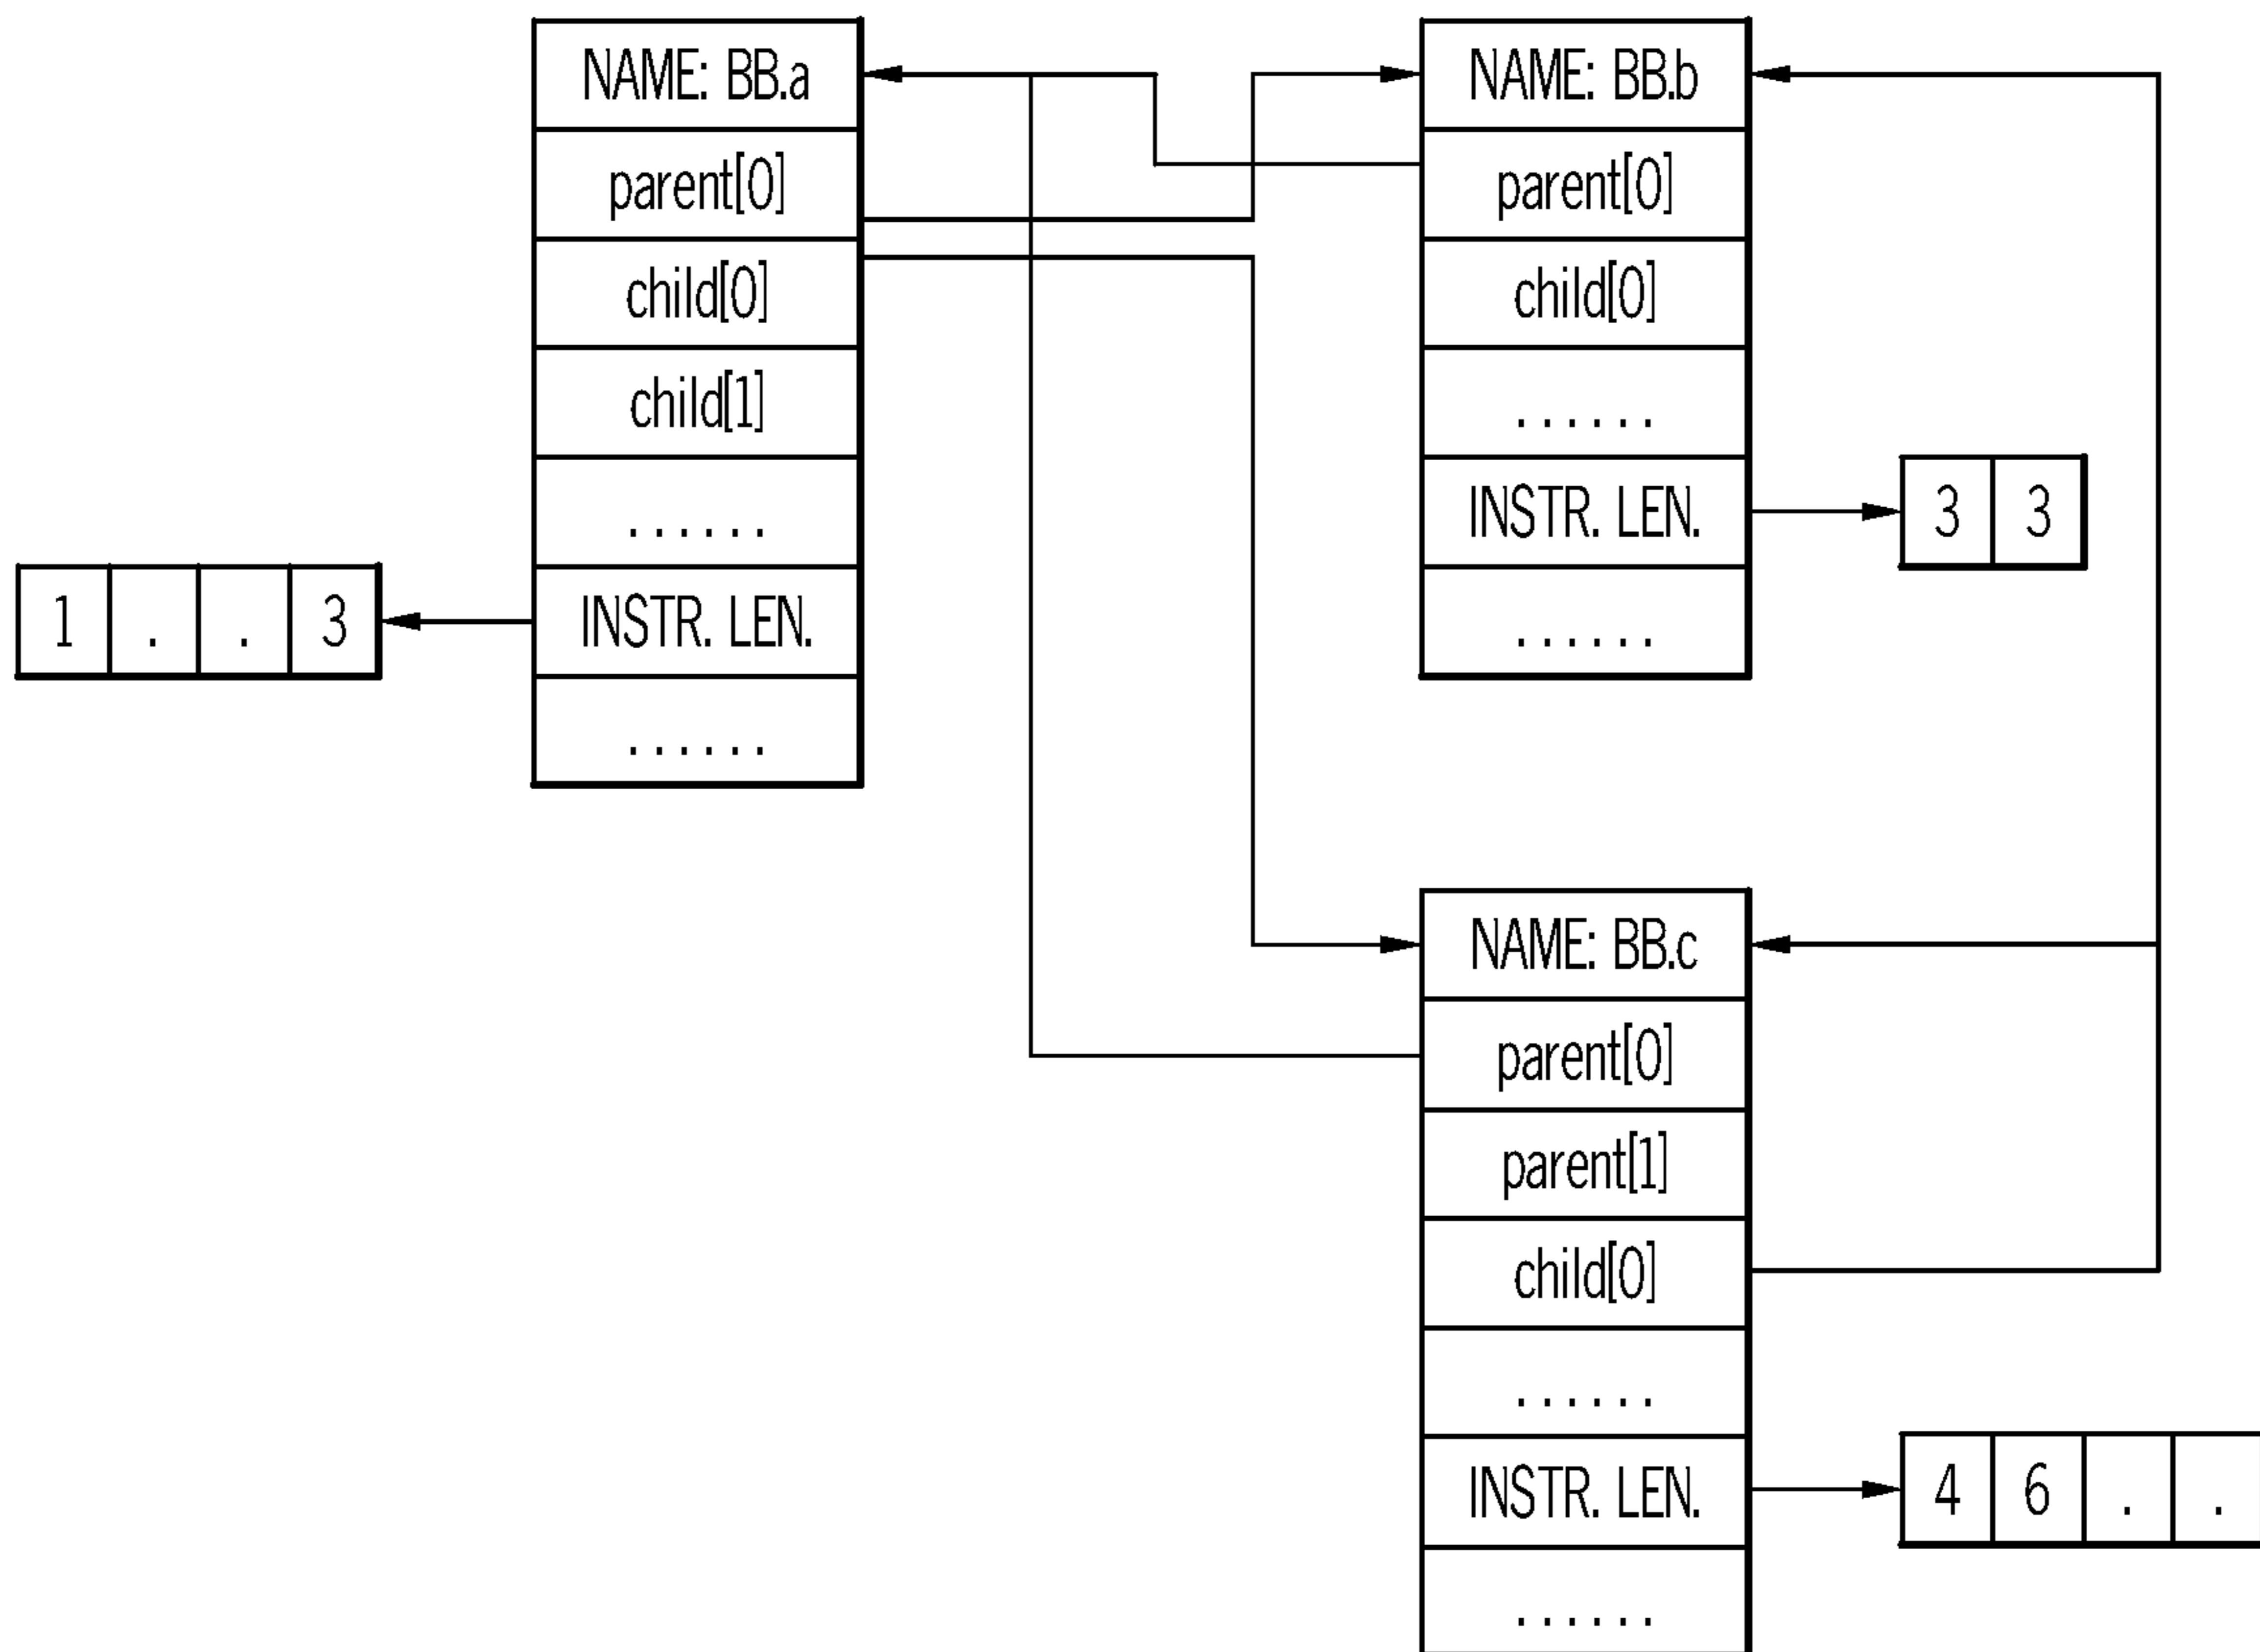 NAME: BB.a
parent[0]
child[0]
child[1]
......
INSTR. LEN.
......
1 . . 3
NAME: BB.b
parent[0]
child[0]
......
INSTR. LEN.
......
3 3
NAME: BB.c
parent[0]
parent[1]
child[0]
......
INSTR. LEN.
......
4 6 . .